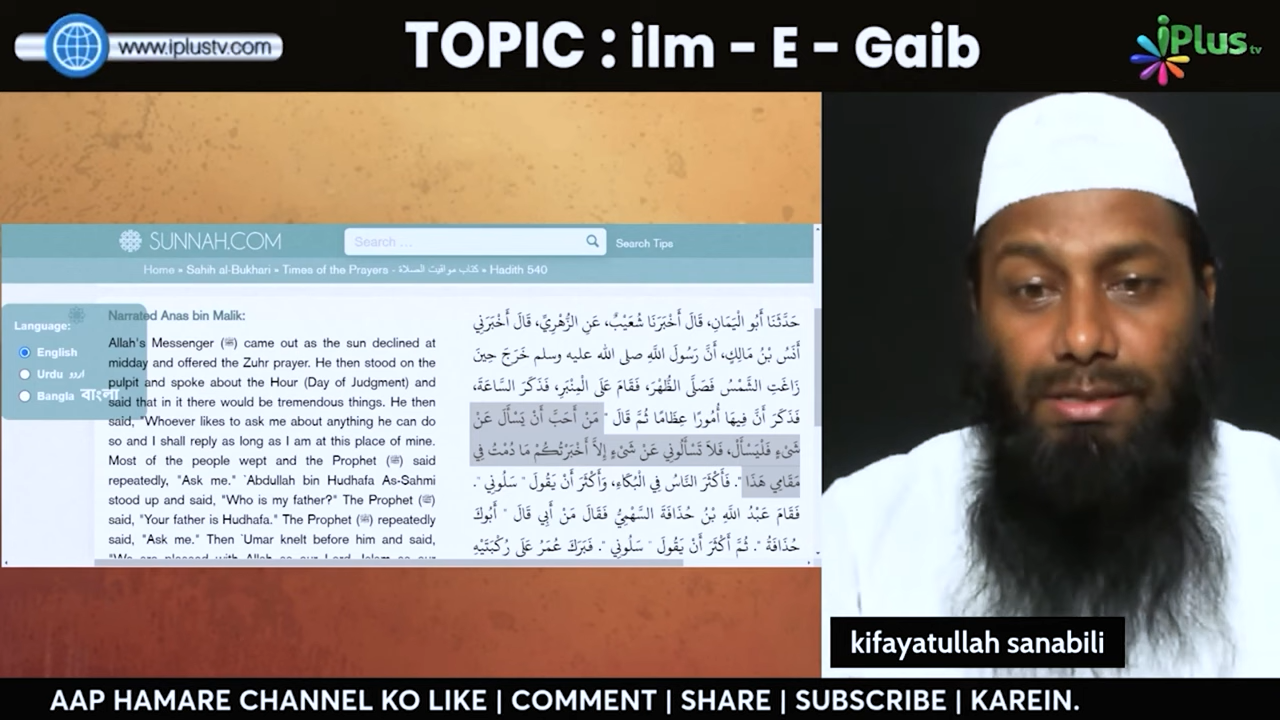 www.iplustv.com
TOPIC : ilm - E - Gaib
iPlus tv
SUNNAH.COM
Search ...
Search Tips
Home » Sahih al-Bukhari » Times of the Prayers - كتاب مواقيت الصلاة » Hadith 540
Language:
English
Urdu اردو
Bangla বাংলা
Narrated Anas bin Malik:
Allah's Messenger (ﷺ) came out as the sun declined at
midday and offered the Zuhr prayer. He then stood on the
pulpit and spoke about the Hour (Day of Judgment) and
said that in it there would be tremendous things. He then
said, "Whoever likes to ask me about anything he can do
so and I shall reply as long as I am at this place of mine.
Most of the people wept and the Prophet (ﷺ) said
repeatedly, "Ask me." `Abdullah bin Hudhafa As-Sahmi
stood up and said, "Who is my father?" The Prophet (ﷺ)
said, "Your father is Hudhafa." The Prophet (ﷺ) repeatedly
said, "Ask me." Then `Umar knelt before him and said,
"We are pleased with Allah as our Lord, Islam as our
حَدَّثَنَا أَبُو الْيَمَانِ، قَالَ أَخْبَرَنَا شُعَيْبٌ، عَنِ الزُّهْرِيِّ، قَالَ أَخْبَرَنِي
أَنَسُ بْنُ مَالِكٍ، أَنَّ رَسُولَ اللَّهِ صلى الله عليه وسلم خَرَجَ حِينَ
زَاغَتِ الشَّمْسُ فَصَلَّى الظُّهْرَ، فَقَامَ عَلَى الْمِنْبَرِ، فَذَكَرَ السَّاعَةَ،
فَذَكَرَ أَنَّ فِيهَا أُمُورًا عِظَامًا ثُمَّ قَالَ " مَنْ أَحَبَّ أَنْ يَسْأَلَ عَنْ
شَىْءٍ فَلْيَسْأَلْ، فَلاَ تَسْأَلُونِي عَنْ شَىْءٍ إِلاَّ أَخْبَرْتُكُمْ مَا دُمْتُ فِي
مَقَامِي هَذَا ". فَأَكْثَرَ النَّاسُ فِي الْبُكَاءِ، وَأَكْثَرَ أَنْ يَقُولَ " سَلُونِي ".
فَقَامَ عَبْدُ اللَّهِ بْنُ حُذَافَةَ السَّهْمِيُّ فَقَالَ مَنْ أَبِي قَالَ " أَبُوكَ
حُذَافَةُ ". ثُمَّ أَكْثَرَ أَنْ يَقُولَ " سَلُونِي ". فَبَرَكَ عُمَرُ عَلَى رُكْبَتَيْهِ
kifayatullah sanabili
AAP HAMARE CHANNEL KO LIKE | COMMENT | SHARE | SUBSCRIBE | KAREIN.